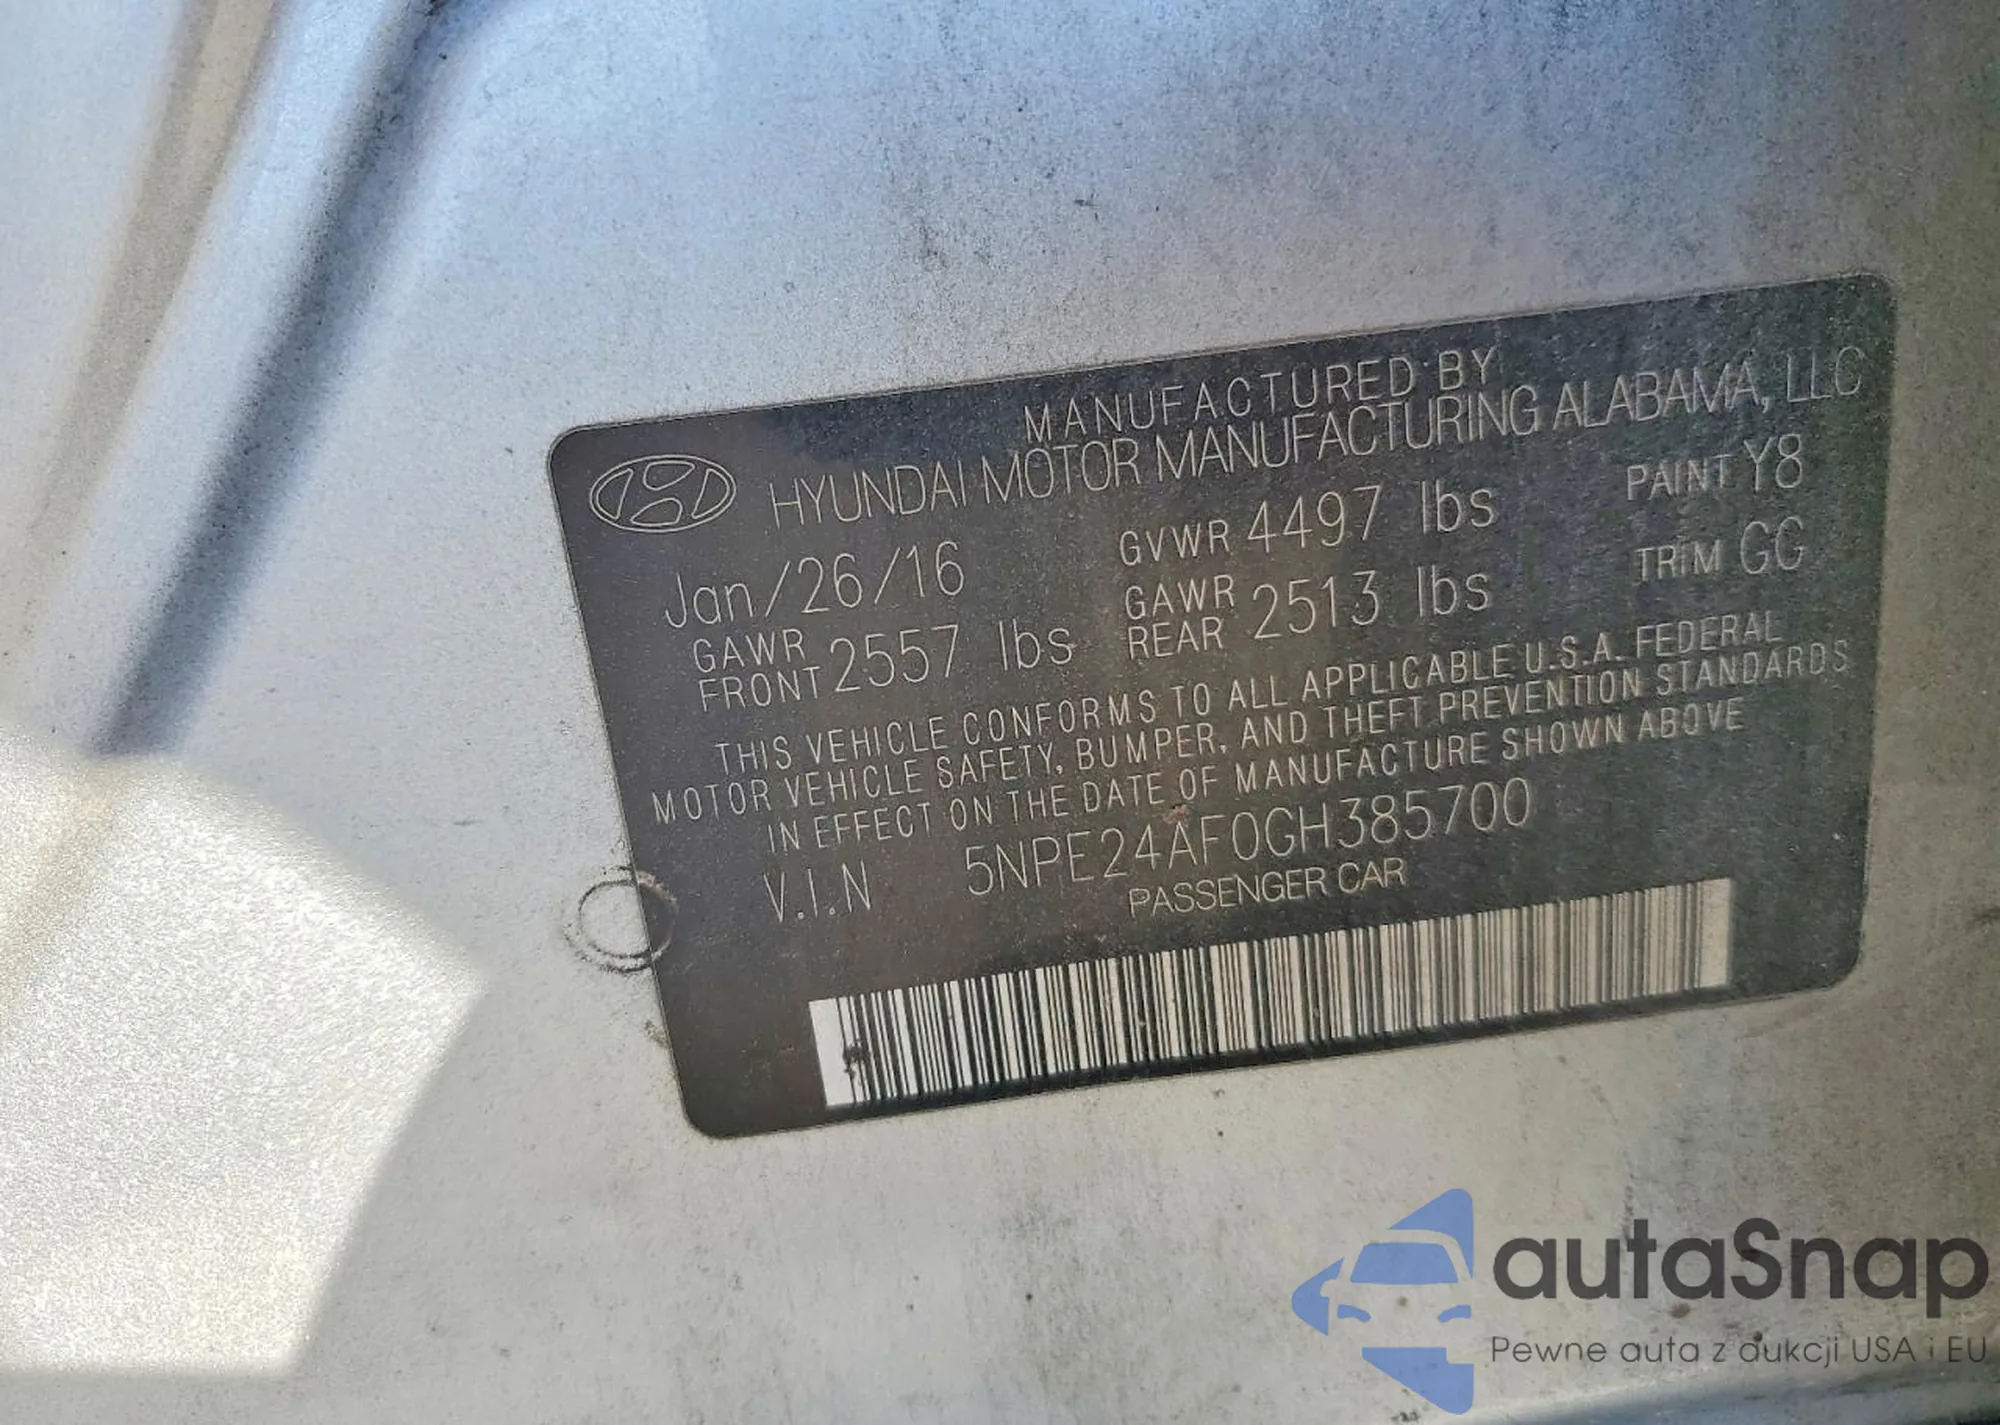 MANUFACTURED BY
HYUNDAI MOTOR MANUFACTURING ALABAMA, LLC
Jan/26/16 GVWR 4497 lbs PAINT Y8
GAWR FRONT 2557 lbs GAWR REAR 2513 lbs TRIM GG
THIS VEHICLE CONFORMS TO ALL APPLICABLE U.S.A. FEDERAL
MOTOR VEHICLE SAFETY, BUMPER, AND THEFT PREVENTION STANDARDS
IN EFFECT ON THE DATE OF MANUFACTURE SHOWN ABOVE
V.I.N 5NPE24AF0GH385700
PASSENGER CAR
autaSnap
Pewne auta z aukcji USA i EU